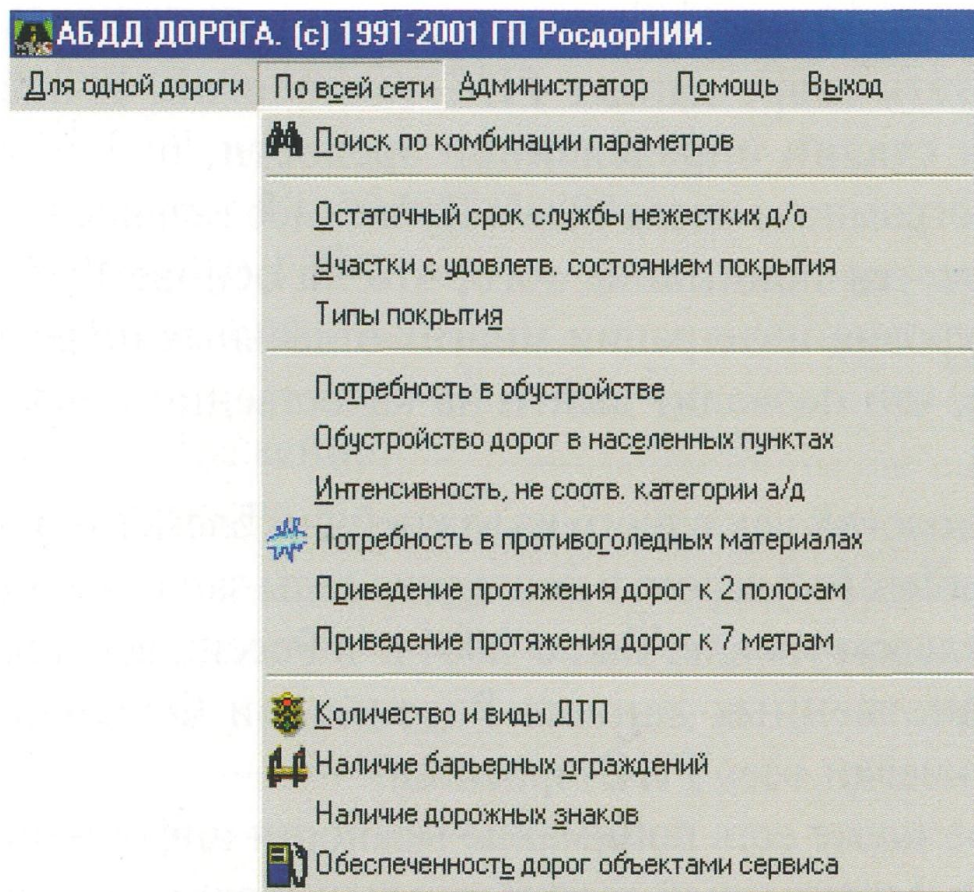 АБДД ДОРОГА. (с) 1991-2001 ГП РосдорНИИ.
Для одной дороги По всей сети Администратор Помощь Выход
Поиск по комбинации параметров
Остаточный срок службы нежестких д/о
Участки с удовлетв. состоянием покрытия
Типы покрытия
Потребность в обустройстве
Обустройство дорог в населенных пунктах
Интенсивность, не соотв. категории а/д
Потребность в противогололедных материалах
Приведение протяжения дорог к 2 полосам
Приведение протяжения дорог к 7 метрам
Количество и виды ДТП
Наличие барьерных ограждений
Наличие дорожных знаков
Обеспеченность дорог объектами сервиса